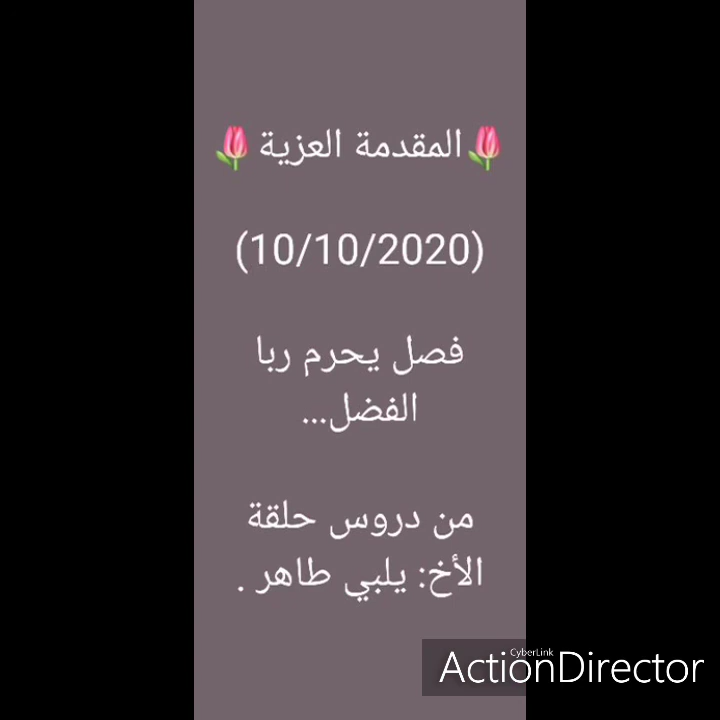 🌷المقدمة العزية🌷
(10/10/2020)
فصل يحرم ربا
الفضل...
من دروس حلقة
الأخ: يلبي طاهر .
CyberLink
ActionDirector